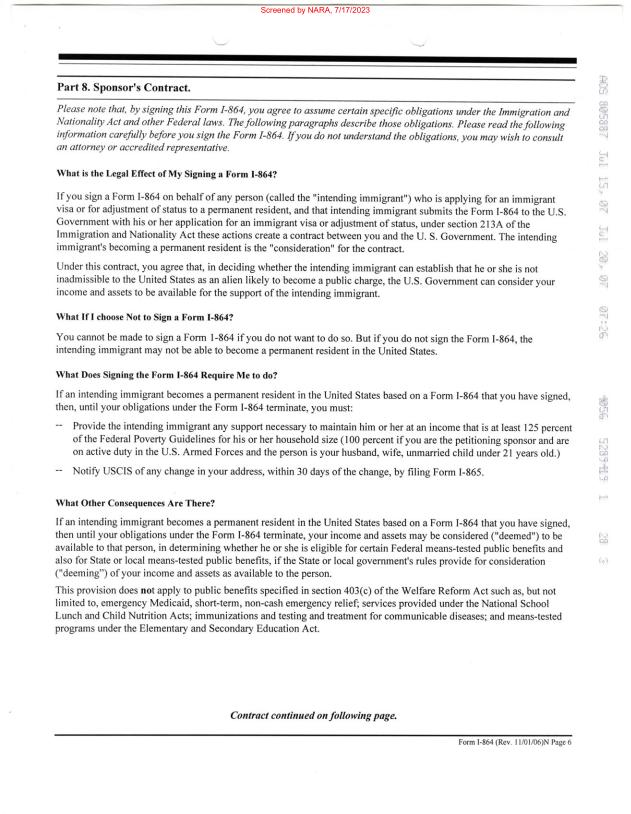 Screened by NARA, 7/17/2023
Part 8. Sponsor's Contract.
Please note that, by signing this Form I-864, you agree to assume certain specific obligations under the Immigration and
Nationality Act and other Federal laws. The following paragraphs describe those obligations. Please read the following
information carefully before you sign the Form I-864. If you do not understand the obligations, you may wish to consult
an attorney or accredited representative.
What is the Legal Effect of My Signing a Form I-864?
If you sign a Form I-864 on behalf of any person (called the "intending immigrant") who is applying for an immigrant
visa or for adjustment of status to a permanent resident, and that intending immigrant submits the Form I-864 to the U.S.
Government with his or her application for an immigrant visa or adjustment of status, under section 213A of the
Immigration and Nationality Act these actions create a contract between you and the U. S. Government. The intending
immigrant's becoming a permanent resident is the "consideration" for the contract.
Under this contract, you agree that, in deciding whether the intending immigrant can establish that he or she is not
inadmissible to the United States as an alien likely to become a public charge, the U.S. Government can consider your
income and assets to be available for the support of the intending immigrant.
What If I choose Not to Sign a Form I-864?
You cannot be made to sign a Form 1-864 if you do not want to do so. But if you do not sign the Form I-864, the
intending immigrant may not be able to become a permanent resident in the United States.
What Does Signing the Form I-864 Require Me to do?
If an intending immigrant becomes a permanent resident in the United States based on a Form I-864 that you have signed,
then, until your obligations under the Form I-864 terminate, you must:
-- Provide the intending immigrant any support necessary to maintain him or her at an income that is at least 125 percent
of the Federal Poverty Guidelines for his or her household size (100 percent if you are the petitioning sponsor and are
on active duty in the U.S. Armed Forces and the person is your husband, wife, unmarried child under 21 years old.)
-- Notify USCIS of any change in your address, within 30 days of the change, by filing Form I-865.
What Other Consequences Are There?
If an intending immigrant becomes a permanent resident in the United States based on a Form I-864 that you have signed,
then until your obligations under the Form I-864 terminate, your income and assets may be considered ("deemed") to be
available to that person, in determining whether he or she is eligible for certain Federal means-tested public benefits and
also for State or local means-tested public benefits, if the State or local government's rules provide for consideration
("deeming") of your income and assets as available to the person.
This provision does not apply to public benefits specified in section 403(c) of the Welfare Reform Act such as, but not
limited to, emergency Medicaid, short-term, non-cash emergency relief; services provided under the National School
Lunch and Child Nutrition Acts; immunizations and testing and treatment for communicable diseases; and means-tested
programs under the Elementary and Secondary Education Act.
Contract continued on following page.
Form I-864 (Rev. 11/01/06)N Page 6
Jul 15, 07 Jul 20, 07 07:26